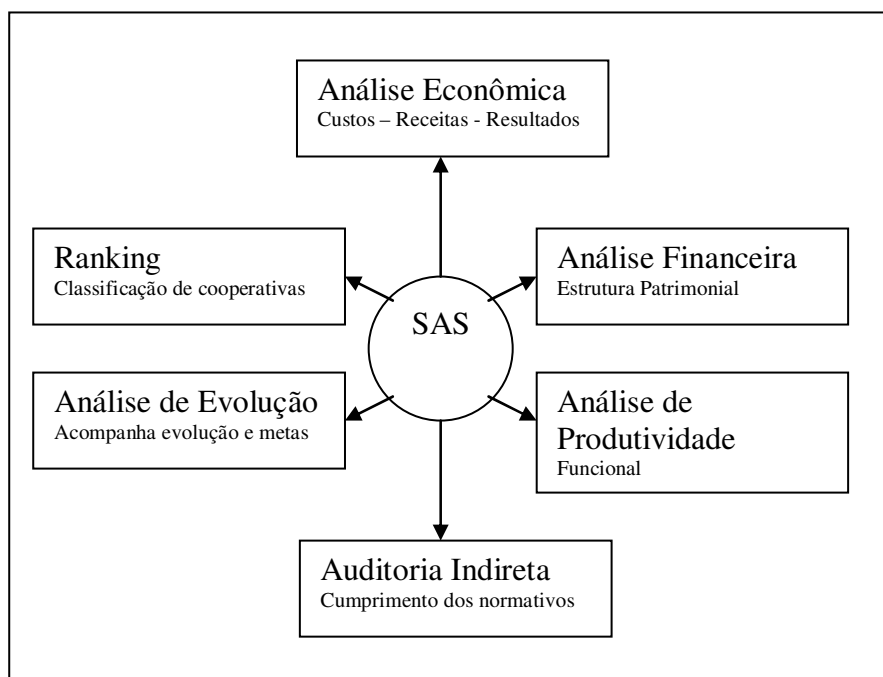 Análise Econômica
Custos – Receitas - Resultados
Ranking
Classificação de cooperativas
Análise Financeira
Estrutura Patrimonial
SAS
Análise de Evolução
Acompanha evolução e metas
Análise de
Produtividade
Funcional
Auditoria Indireta
Cumprimento dos normativos